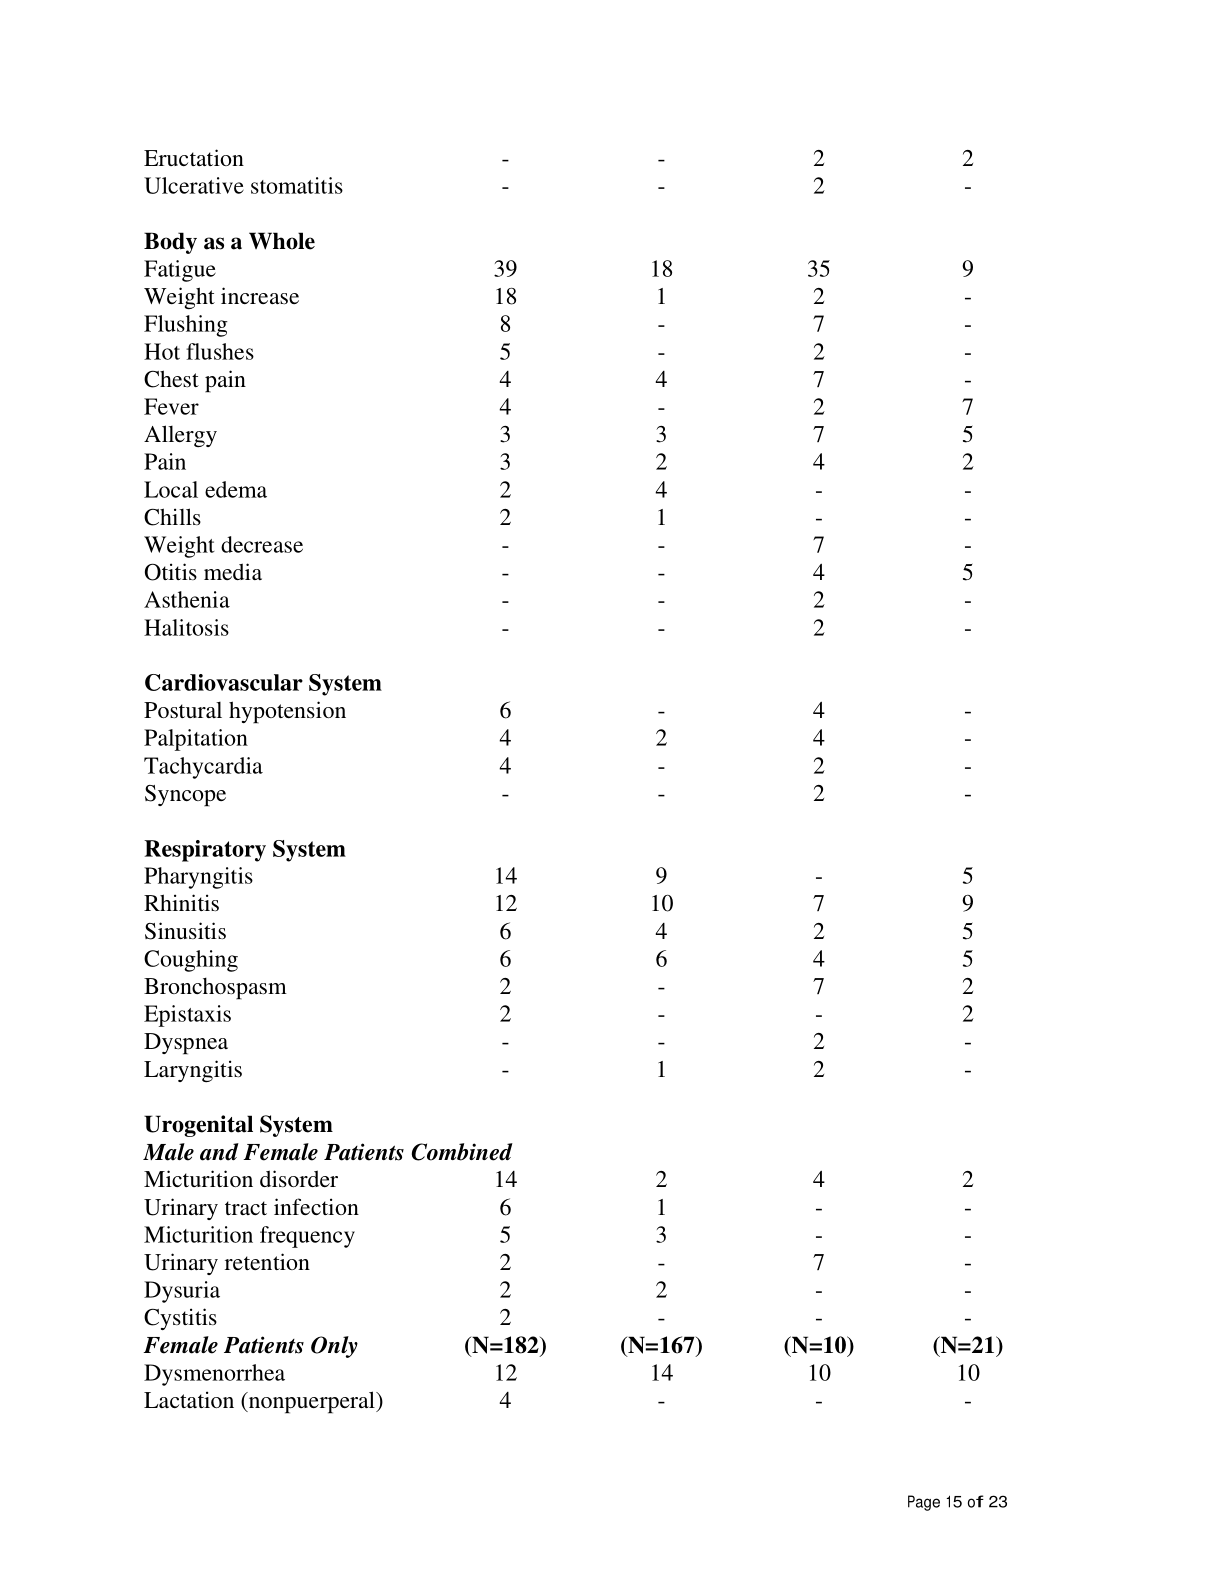 Eructation - - 2 2
Ulcerative stomatitis - - 2 -
Body as a Whole
Fatigue 39 18 35 9
Weight increase 18 1 2 -
Flushing 8 - 7 -
Hot flushes 5 - 2 -
Chest pain 4 4 7 -
Fever 4 - 2 7
Allergy 3 3 7 5
Pain 3 2 4 2
Local edema 2 4 - -
Chills 2 1 - -
Weight decrease - - 7 -
Otitis media - - 4 5
Asthenia - - 2 -
Halitosis - - 2 -
Cardiovascular System
Postural hypotension 6 - 4 -
Palpitation 4 2 4 -
Tachycardia 4 - 2 -
Syncope - - 2 -
Respiratory System
Pharyngitis 14 9 - 5
Rhinitis 12 10 7 9
Sinusitis 6 4 2 5
Coughing 6 6 4 5
Bronchospasm 2 - 7 2
Epistaxis 2 - - 2
Dyspnea - - 2 -
Laryngitis - 1 2 -
Urogenital System
Male and Female Patients Combined
Micturition disorder 14 2 4 2
Urinary tract infection 6 1 - -
Micturition frequency 5 3 - -
Urinary retention 2 - 7 -
Dysuria 2 2 - -
Cystitis 2 - - -
Female Patients Only (N=182) (N=167) (N=10) (N=21)
Dysmenorrhea 12 14 10 10
Lactation (nonpuerperal) 4 - - -
Page 15 of 23